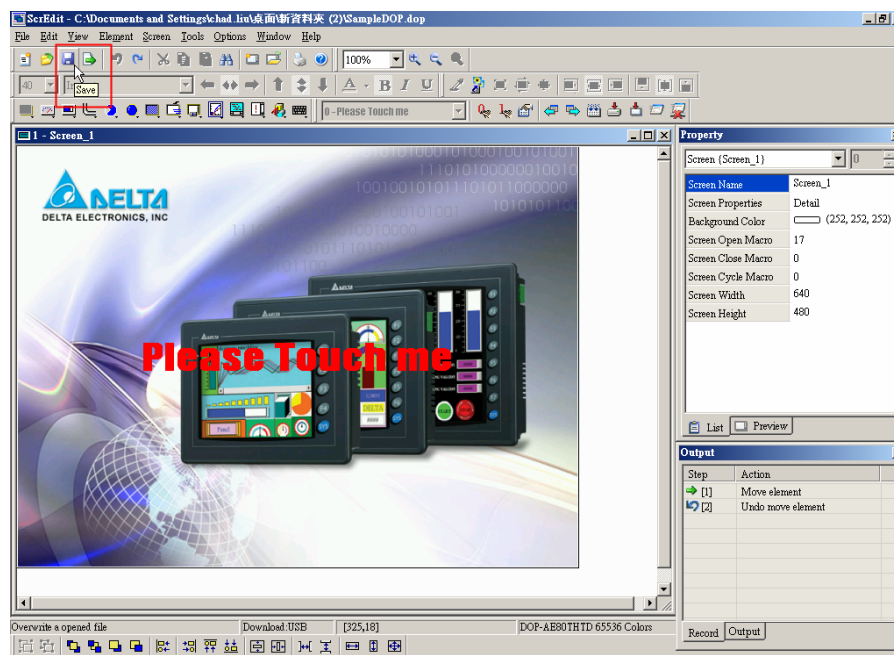 ScrEdit - C:\Documents and Settings\chad.lin\桌面\新資料夾 (2)\SampleDOP.dop
File Edit View Element Screen Tools Options Window Help
100%
40
Save
A B I U
0 - Please Touch me
1 - Screen_1
DELTA
DELTA ELECTRONICS, INC
Please Touch me
Property
Screen {Screen_1}
0
Screen Name Screen_1
Screen Properties Detail
Background Color (252, 252, 252)
Screen Open Macro 17
Screen Close Macro 0
Screen Cycle Macro 0
Screen Width 640
Screen Height 480
List Preview
Output
Step Action
[1] Move element
[2] Undo move element
Record Output
Overwrite a opened file Download:USB [325,18] DOP-AE80THTD 65536 Colors